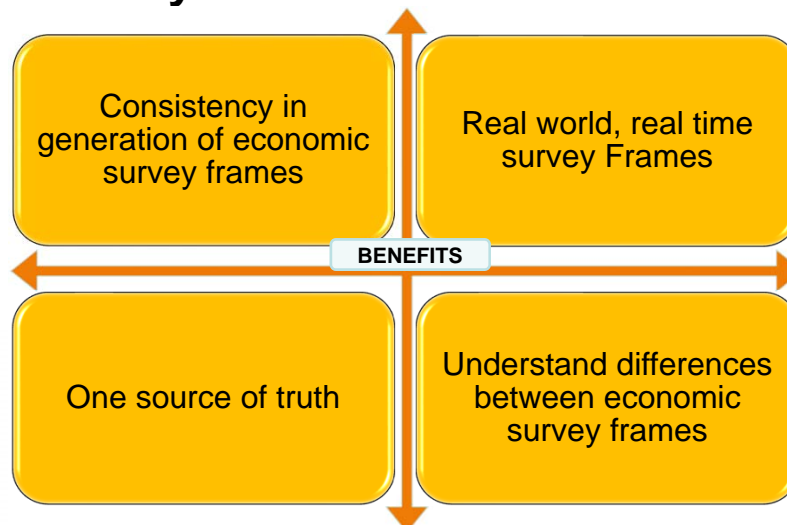 Consistency in
generation of economic
survey frames
Real world, real time
survey Frames
BENEFITS
One source of truth
Understand differences
between economic
survey frames